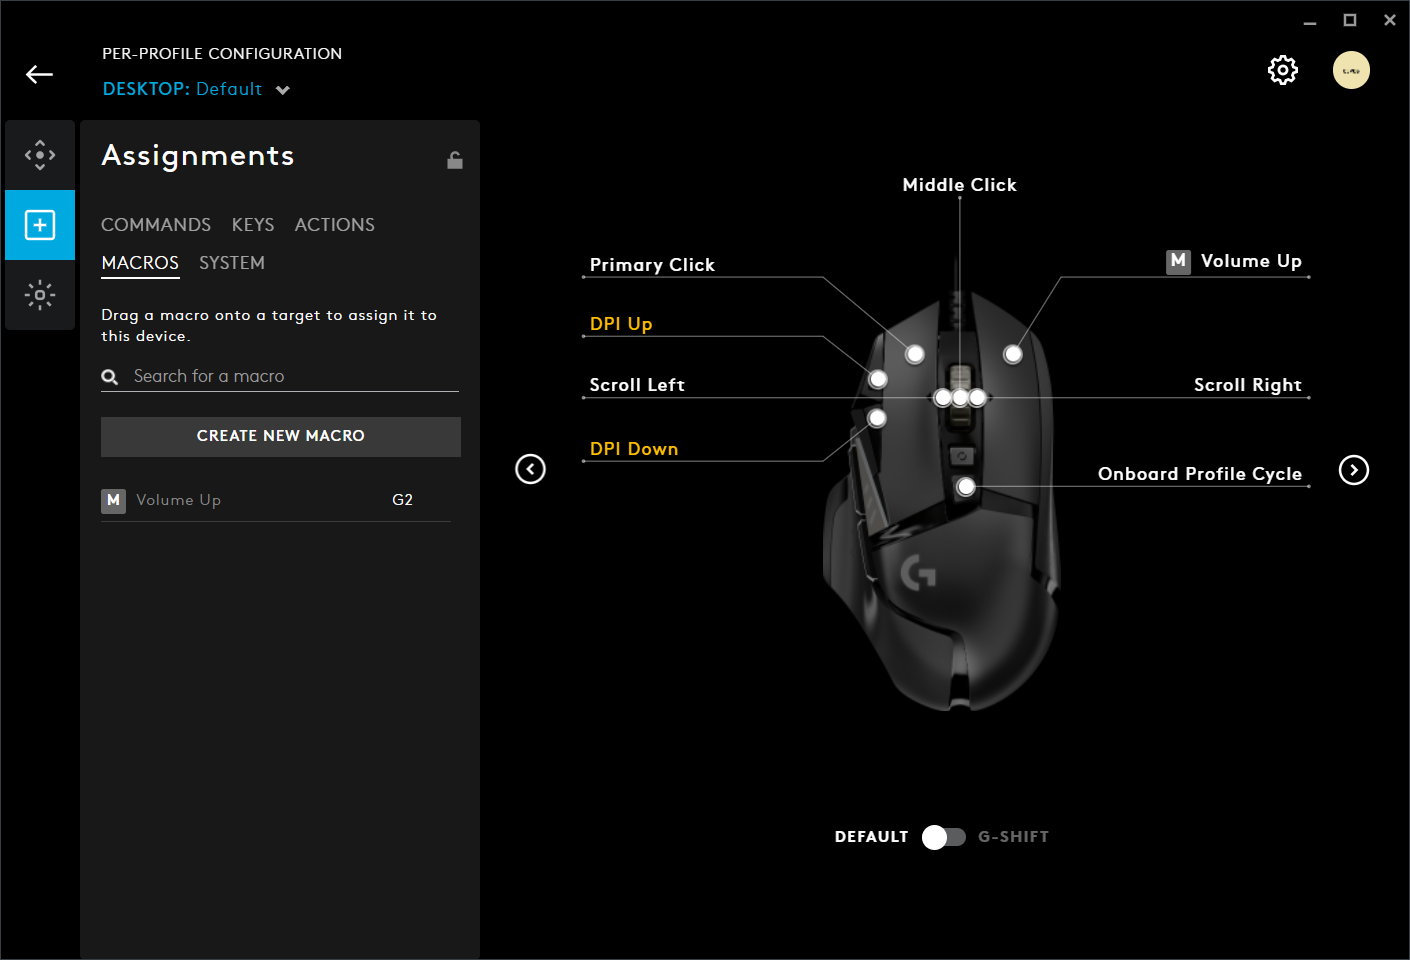 PER-PROFILE CONFIGURATION
DESKTOP: Default
Assignments
COMMANDS KEYS ACTIONS
MACROS SYSTEM
Drag a macro onto a target to assign it to
this device.
Search for a macro
CREATE NEW MACRO
M Volume Up G2
Middle Click
Primary Click
M Volume Up
DPI Up
Scroll Left
Scroll Right
DPI Down
Onboard Profile Cycle
DEFAULT G-SHIFT